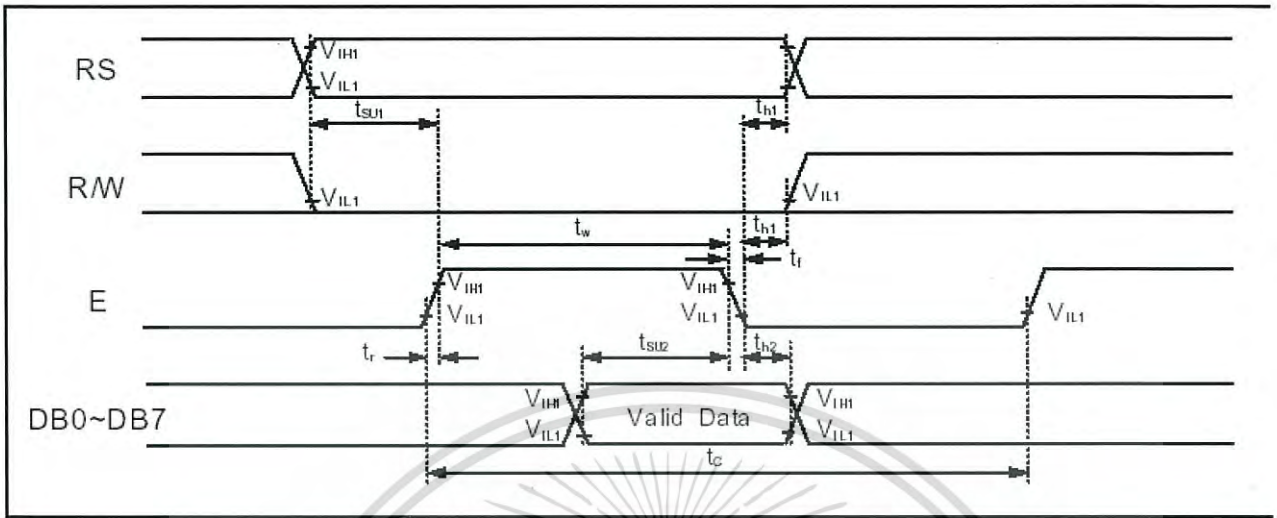 RS
VIH1
VIL1
tSU1
th1
R/W
VIL1
VIL1
tw
th1
tf
E
VIH1
VIH1
VIL1
VIL1
VIL1
tr
tSU2
th2
DB0~DB7
VIH1
Valid Data
VIH1
VIL1
VIL1
tC